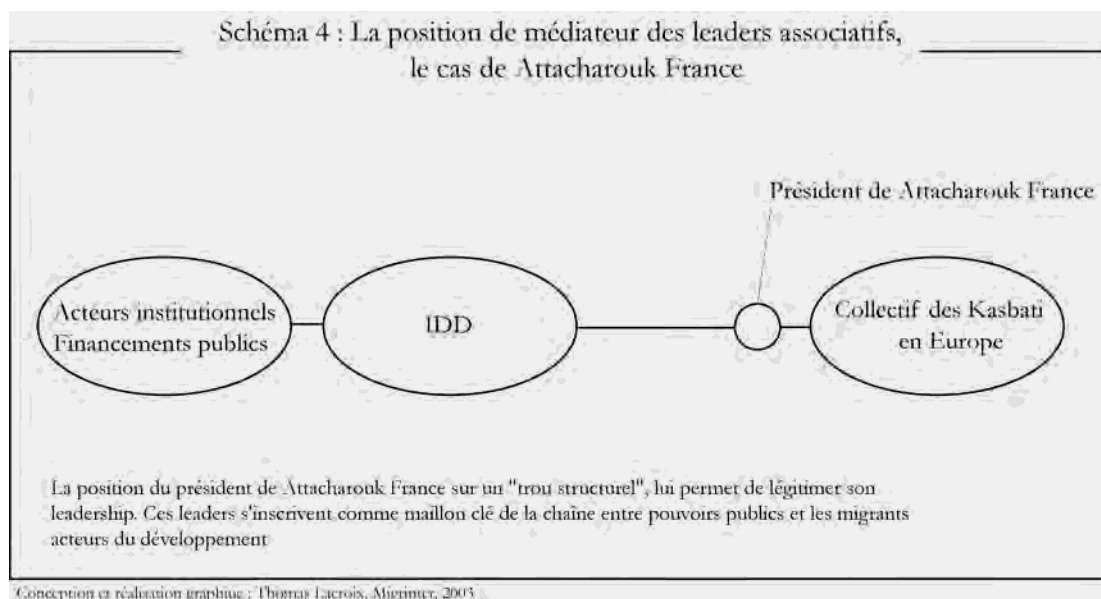 Schéma 4 : La position de médiateur des leaders associatifs,
le cas de Attacharouk France
Président de Attacharouk France
Acteurs institutionnels
Financements publics
IDD
Collectif des Kasbati
en Europe
La position du président de Attacharouk France sur un "trou structurel", lui permet de légitimer son
leadership. Ces leaders s'inscrivent comme maillon clé de la chaîne entre pouvoirs publics et les migrants
acteurs du développement
Conception et réalisation graphique : Thomas Lacroix, Migrinter, 2003